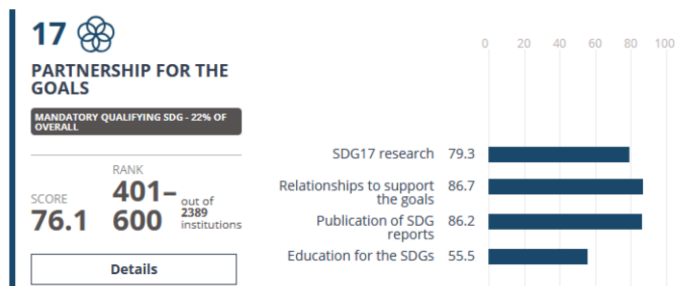 17
PARTNERSHIP FOR THE
GOALS
MANDATORY QUALIFYING SDG - 22% OF
OVERALL
SCORE
76.1
RANK
401–
600
out of
2389
institutions
Details
0 20 40 60 80 100
SDG17 research 79.3
Relationships to support 86.7
the goals
Publication of SDG 86.2
reports
Education for the SDGs 55.5